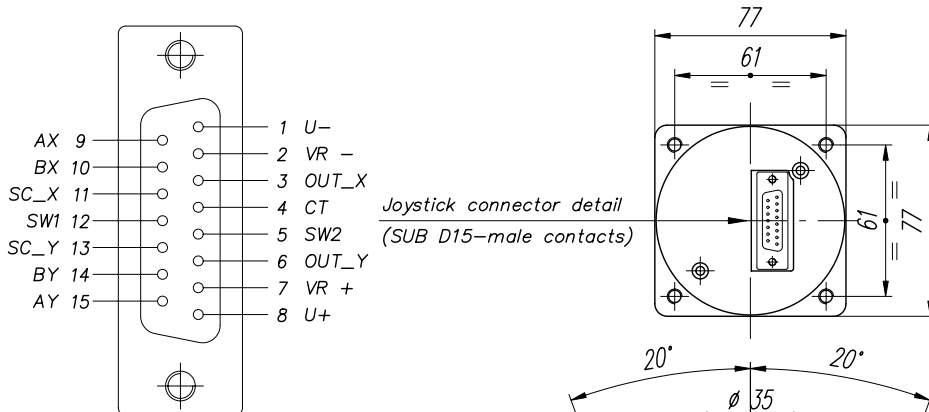 1 U-
2 VR -
3 OUT_X
4 CT
5 SW2
6 OUT_Y
7 VR +
8 U+
AX 9
BX 10
SC_X 11
SW1 12
SC_Y 13
BY 14
AY 15
Joystick connector detail
(SUB D15-male contacts)
77
61
= =
61
=
=
77
20°
20°
ø 35